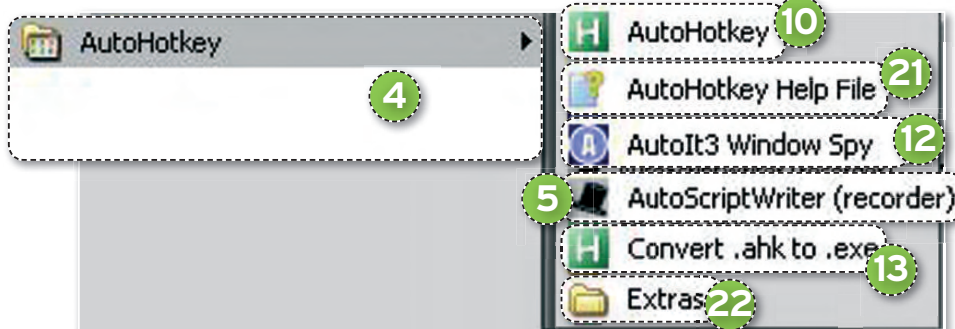 AutoHotkey
4
AutoHotkey 10
AutoHotkey Help File 21
AutoIt3 Window Spy 12
5 AutoScriptWriter (recorder)
Convert .ahk to .exe 13
Extras 22